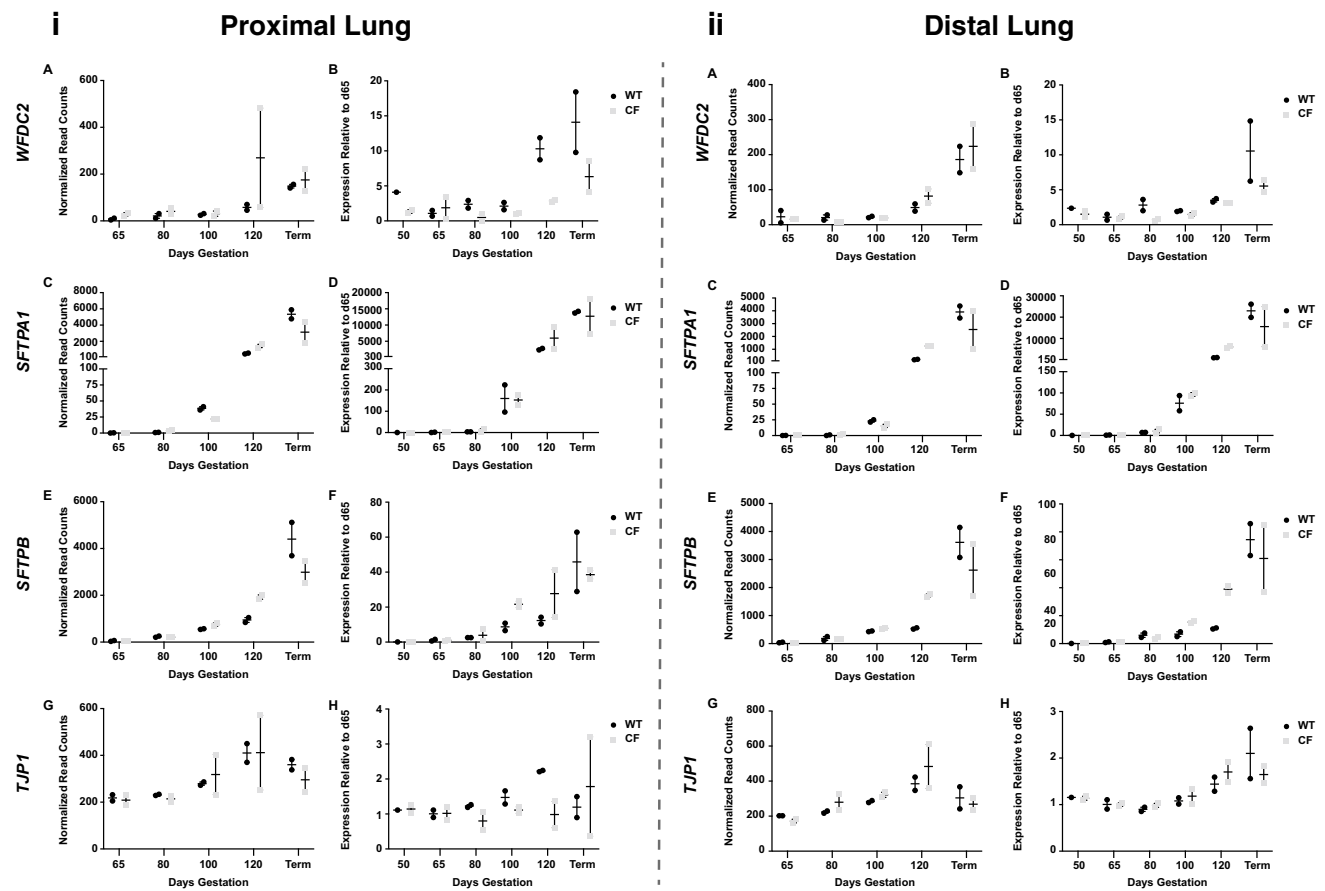 i Proximal Lung
ii Distal Lung
WFDC2
A
Normalized Read Counts
600
400
200
0
65 80 100 120 Term
Days Gestation
B
Expression Relative to d65
20
15
10
5
0
50 65 80 100 120 Term
Days Gestation
WT
CF
SFTPA1
C
Normalized Read Counts
8000
6000
4000
2000
100
100
75
50
25
0
65 80 100 120 Term
Days Gestation
D
Expression Relative to d65
20000
15000
10000
5000
300
300
200
100
0
50 65 80 100 120 Term
Days Gestation
WT
CF
SFTPB
E
Normalized Read Counts
6000
4000
2000
0
65 80 100 120 Term
Days Gestation
F
Expression Relative to d65
80
60
40
20
0
50 65 80 100 120 Term
Days Gestation
WT
CF
TJP1
G
Normalized Read Counts
600
400
200
0
65 80 100 120 Term
Days Gestation
H
Expression Relative to d65
4
3
2
1
0
50 65 80 100 120 Term
Days Gestation
WT
CF
WFDC2
A
Normalized Read Counts
400
300
200
100
0
65 80 100 120 Term
Days Gestation
B
Expression Relative to d65
20
15
10
5
0
50 65 80 100 120 Term
Days Gestation
WT
CF
SFTPA1
C
Normalized Read Counts
5000
4000
3000
2000
1000
100
100
75
50
25
0
65 80 100 120 Term
Days Gestation
D
Expression Relative to d65
30000
20000
10000
150
150
100
50
0
50 65 80 100 120 Term
Days Gestation
WT
CF
SFTPB
E
Normalized Read Counts
5000
4000
3000
2000
1000
0
65 80 100 120 Term
Days Gestation
F
Expression Relative to d65
100
80
60
40
20
0
50 65 80 100 120 Term
Days Gestation
WT
CF
TJP1
G
Normalized Read Counts
800
600
400
200
0
65 80 100 120 Term
Days Gestation
H
Expression Relative to d65
3
2
1
0
50 65 80 100 120 Term
Days Gestation
WT
CF